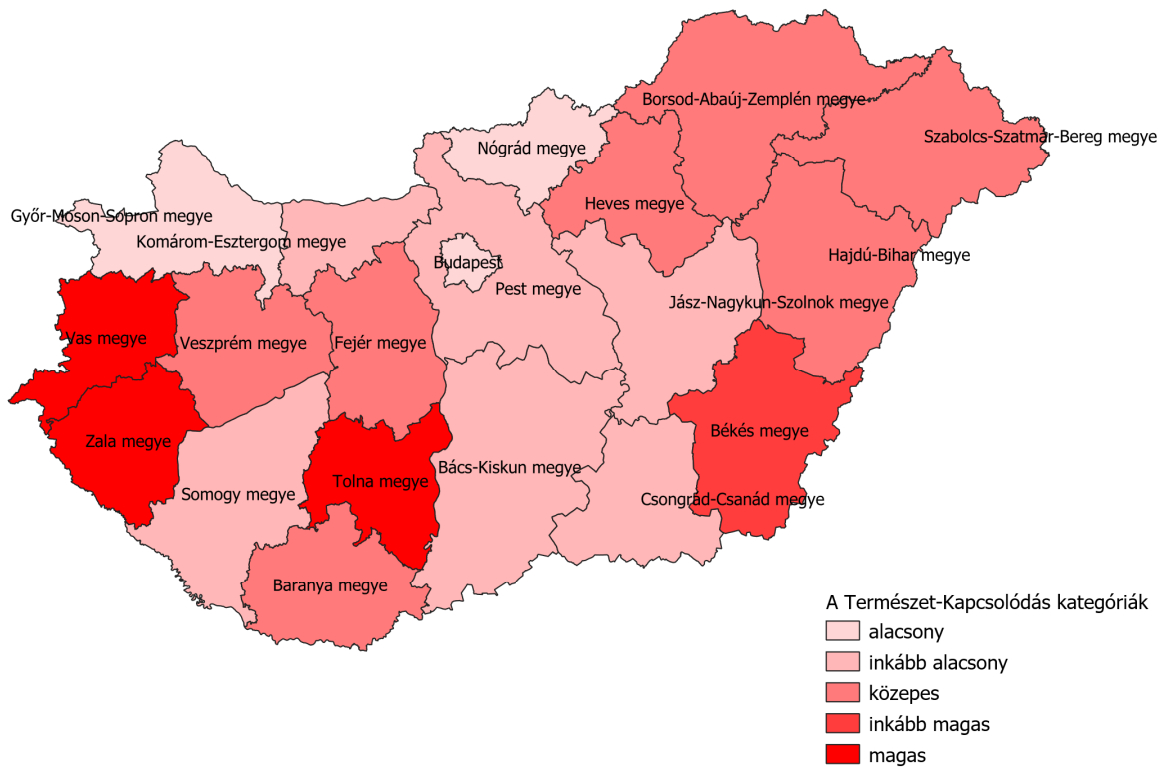 Borsod-Abaúj-Zemplén megye
Szabolcs-Szatmár-Bereg megye
Nógrád megye
Heves megye
Győr-Moson-Sopron megye
Komárom-Esztergom megye
Hajdú-Bihar megye
Budapest
Pest megye
Jász-Nagykun-Szolnok megye
Vas megye
Veszprém megye
Fejér megye
Békés megye
Zala megye
Bács-Kiskun megye
Tolna megye
Somogy megye
Csongrád-Csanád megye
Baranya megye
A Természet-Kapcsolódás kategóriák
alacsony
inkább alacsony
közepes
inkább magas
magas